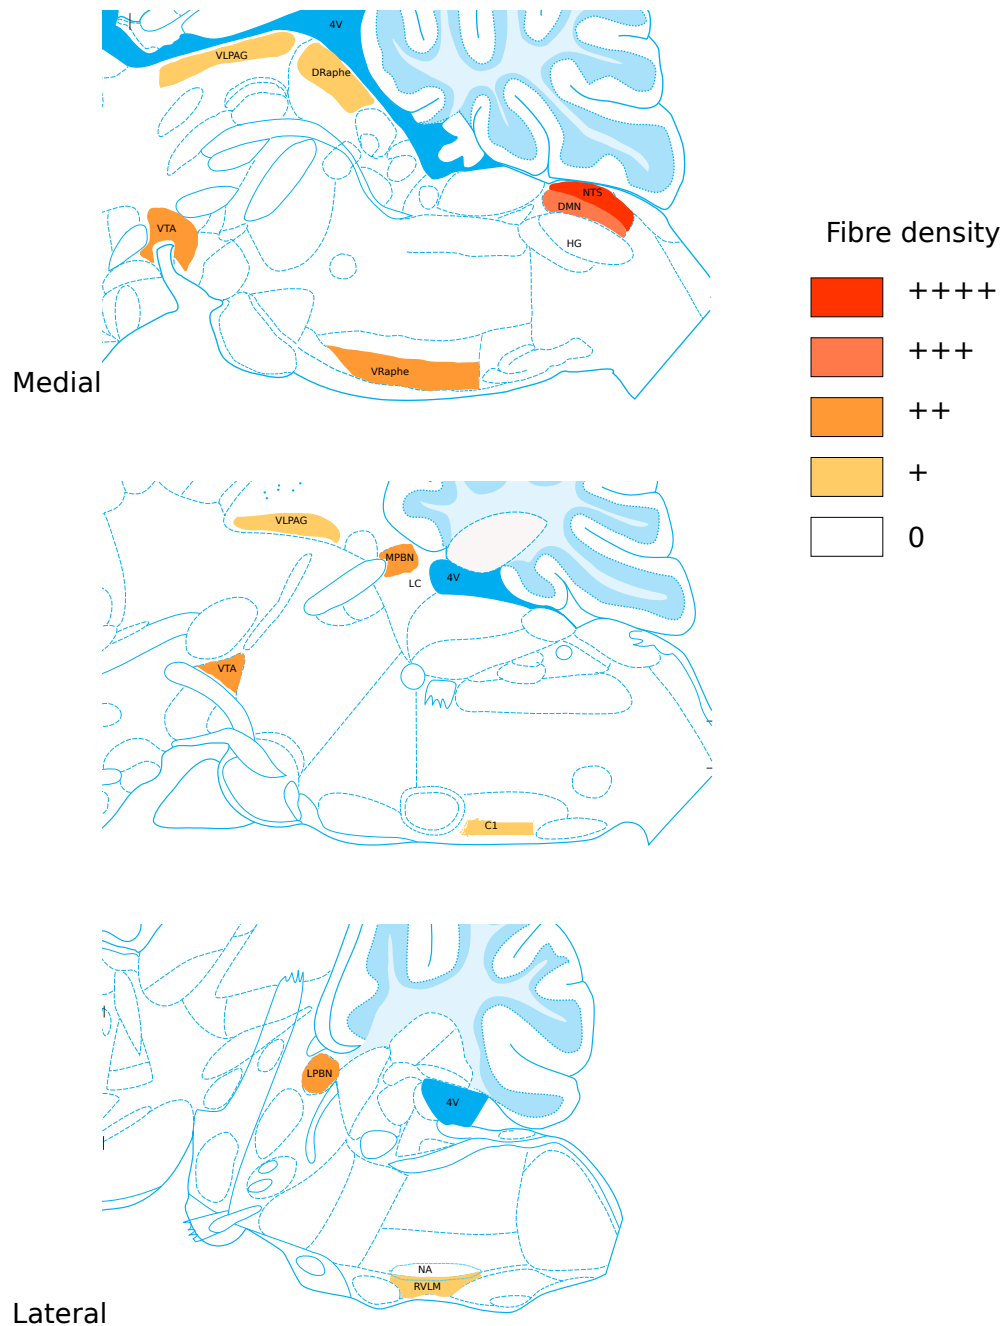 4V
VLPAG
DRaphe
NTS
DMN
VTA
HG
VRaphe
Medial
Fibre density
++++
+++
++
+
0
VLPAG
MPBN
LC
4V
VTA
C1
LPBN
4V
NA
RVLM
Lateral